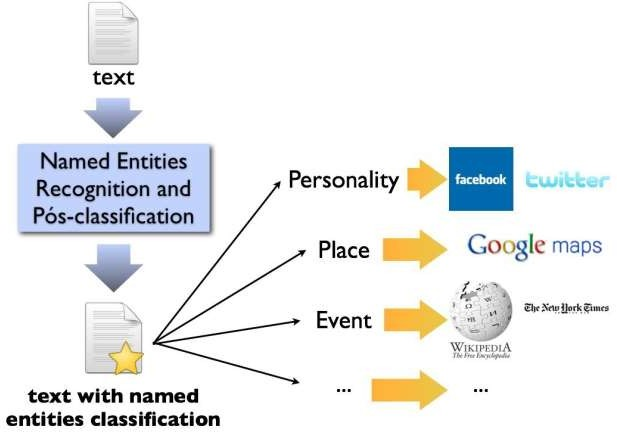 text
Named Entities
Recognition and
Pós-classification
text with named
entities classification
Personality
facebook
twitter
Place
Google maps
Event
WIKIPEDIA
The Free Encyclopedia
The New York Times
...
...